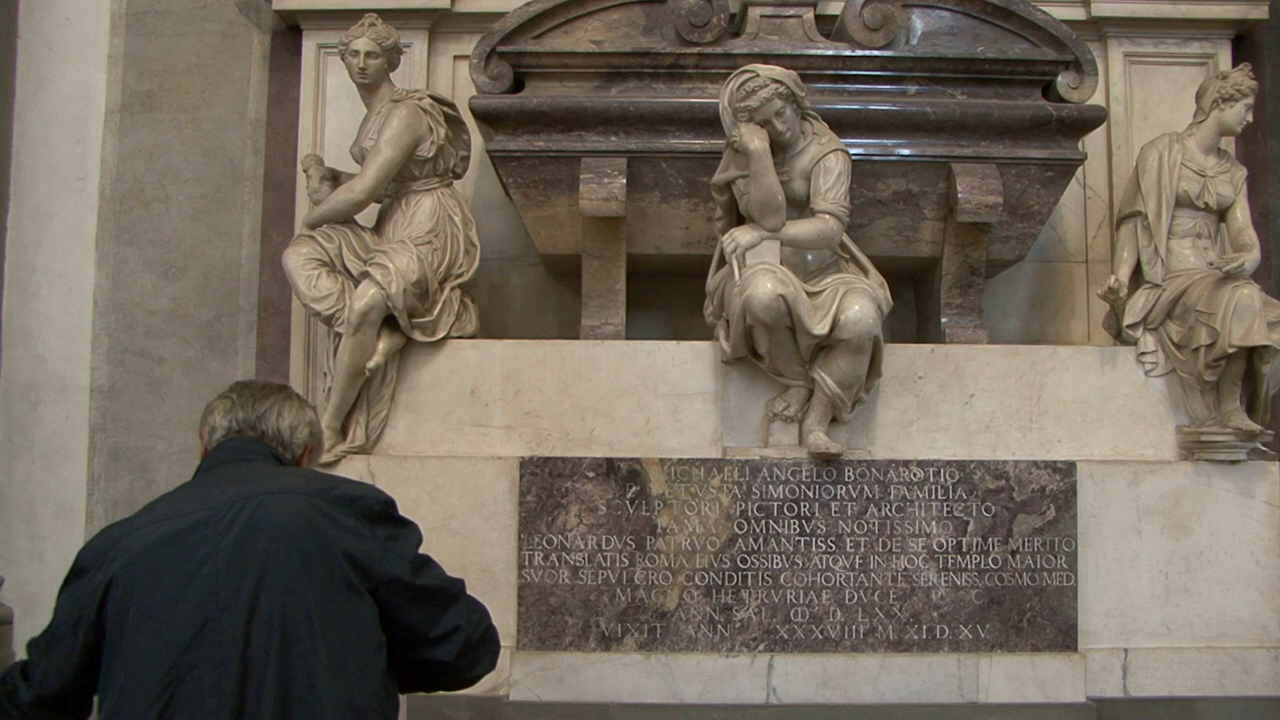 MICHAELI ANGELO BONAROTIO
E VETVSTA SIMONIORVM FAMILIA
SCVLPTORI PICTORI ET ARCHITECTO
FAMA OMNIBVS NOTISSIMO
LEONARDVS PATRVO AMANTISS ET DE SE OPTIME MERITO
TRANSLATIS ROMA EIVS OSSIBVS ATQVE IN HOC TEMPLO MAIOR
SVOR SEPVLCRO CONDITIS COHORTANTE SERENISS COSMO MED
MAGNO HETRVRIAE DVCE P C
ANN SAL D LXX
VIXIT ANN XXXVIII M XI D XV